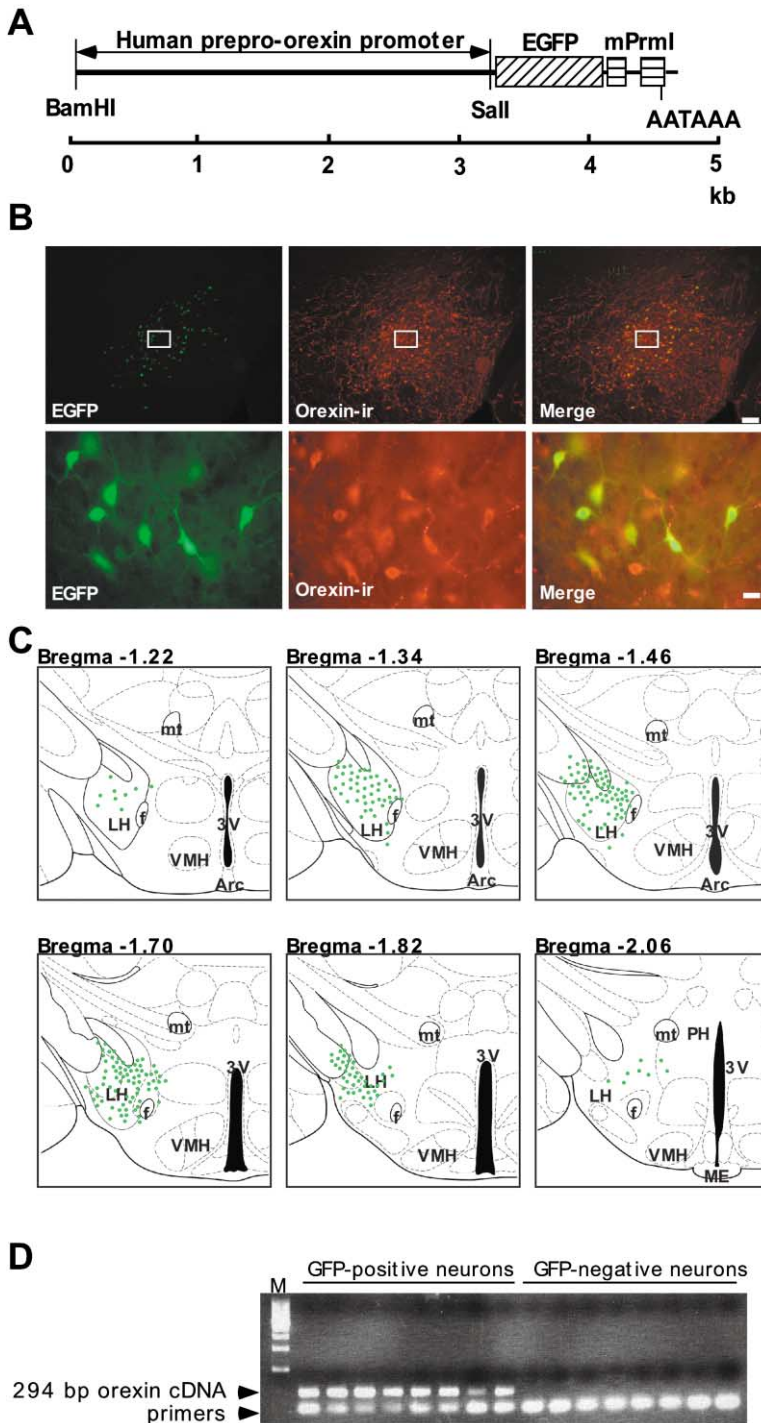 A
Human prepro-orexin promoter EGFP mPrmI
BamHI SalI AATAAA
0 1 2 3 4 5
kb
B
EGFP Orexin-ir Merge
EGFP Orexin-ir Merge
C
Bregma -1.22 Bregma -1.34 Bregma -1.46
mt mt mt
LH f 3V LH f 3V LH f 3V
VMH VMH VMH
Arc Arc Arc
Bregma -1.70 Bregma -1.82 Bregma -2.06
mt mt mt PH
3V 3V 3V
LH LH LH
f f f
VMH VMH VMH
ME
D
GFP-positive neurons GFP-negative neurons
M
294 bp orexin cDNA
primers